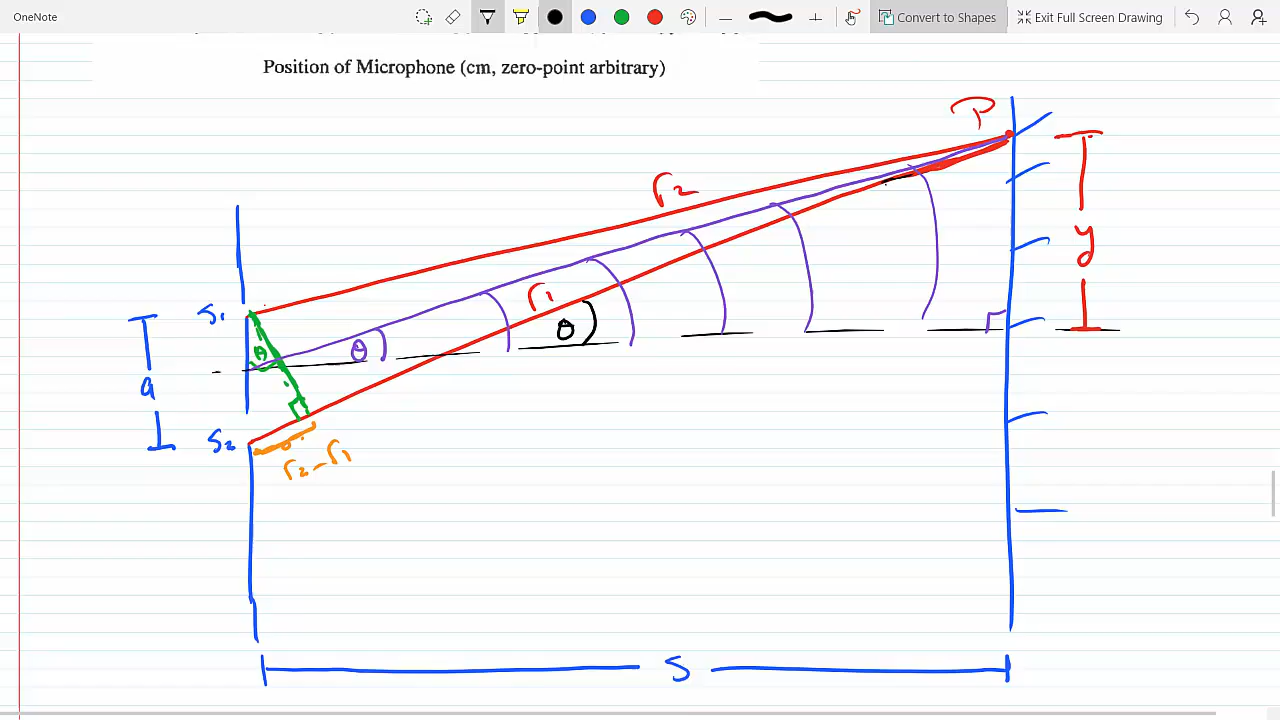 OneNote
Convert to Shapes
Exit Full Screen Drawing
Position of Microphone (cm, zero-point arbitrary)
P
r2
y
S1
r1
θ
θ
θ
a
S2
r2-r1
S